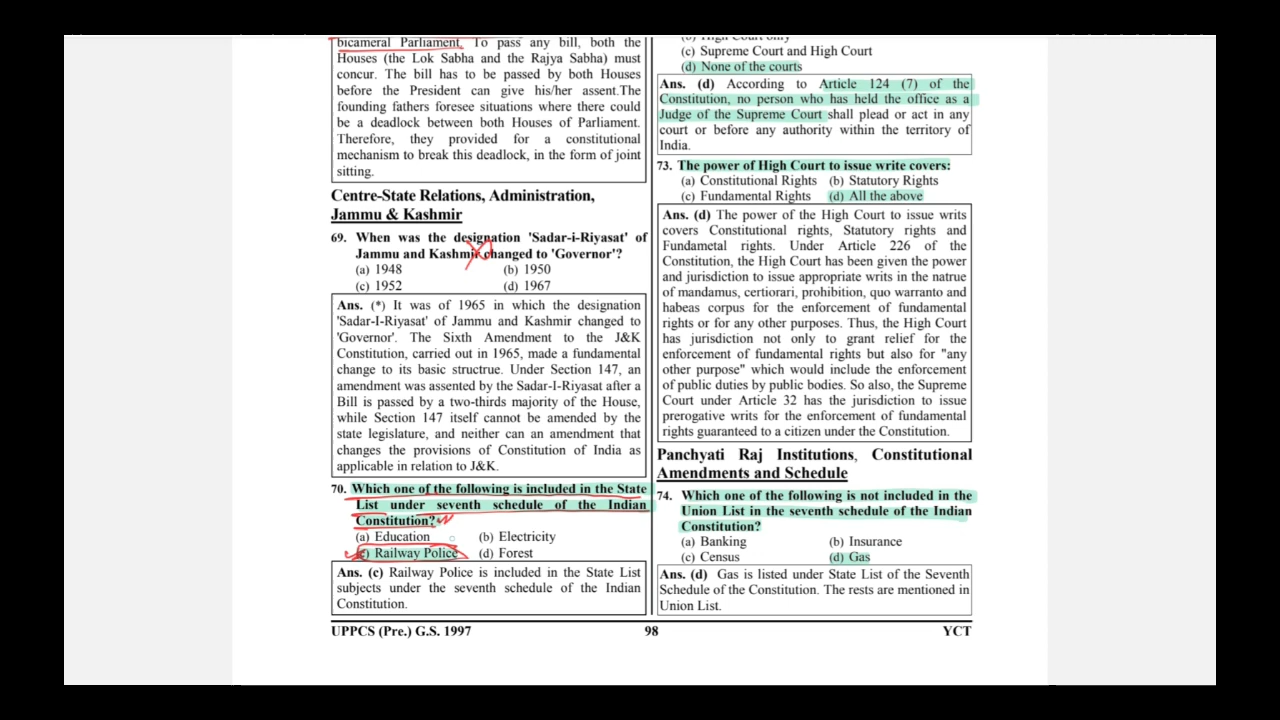 bicameral Parliament. To pass any bill, both the
Houses (the Lok Sabha and the Rajya Sabha) must
concur. The bill has to be passed by both Houses
before the President can give his/her assent.The
founding fathers foresee situations where there could
be a deadlock between both Houses of Parliament.
Therefore, they provided for a constitutional
mechanism to break this deadlock, in the form of joint
sitting.
Centre-State Relations, Administration,
Jammu & Kashmir
69. When was the designation 'Sadar-i-Riyasat' of
Jammu and Kashmir changed to 'Governor'?
(a) 1948 (b) 1950
(c) 1952 (d) 1967
Ans. (*) It was of 1965 in which the designation
'Sadar-I-Riyasat' of Jammu and Kashmir changed to
'Governor'. The Sixth Amendment to the J&K
Constitution, carried out in 1965, made a fundamental
change to its basic structrue. Under Section 147, an
amendment was assented by the Sadar-I-Riyasat after a
Bill is passed by a two-thirds majority of the House,
while Section 147 itself cannot be amended by the
state legislature, and neither can an amendment that
changes the provisions of Constitution of India as
applicable in relation to J&K.
70. Which one of the following is included in the State
List under seventh schedule of the Indian
Constitution?
(a) Education (b) Electricity
(c) Railway Police (d) Forest
Ans. (c) Railway Police is included in the State List
subjects under the seventh schedule of the Indian
Constitution.
(b) High Court only
(c) Supreme Court and High Court
(d) None of the courts
Ans. (d) According to Article 124 (7) of the
Constitution, no person who has held the office as a
Judge of the Supreme Court shall plead or act in any
court or before any authority within the territory of
India.
73. The power of High Court to issue write covers:
(a) Constitutional Rights (b) Statutory Rights
(c) Fundamental Rights (d) All the above
Ans. (d) The power of the High Court to issue writs
covers Constitutional rights, Statutory rights and
Fundametal rights. Under Article 226 of the
Constitution, the High Court has been given the power
and jurisdiction to issue appropriate writs in the natrue
of mandamus, certiorari, prohibition, quo warranto and
habeas corpus for the enforcement of fundamental
rights or for any other purposes. Thus, the High Court
has jurisdiction not only to grant relief for the
enforcement of fundamental rights but also for "any
other purpose" which would include the enforcement
of public duties by public bodies. So also, the Supreme
Court under Article 32 has the jurisdiction to issue
prerogative writs for the enforcement of fundamental
rights guaranteed to a citizen under the Constitution.
Panchyati Raj Institutions, Constitutional
Amendments and Schedule
74. Which one of the following is not included in the
Union List in the seventh schedule of the Indian
Constitution?
(a) Banking (b) Insurance
(c) Census (d) Gas
Ans. (d) Gas is listed under State List of the Seventh
Schedule of the Constitution. The rests are mentioned in
Union List.
UPPCS (Pre.) G.S. 1997 98 YCT